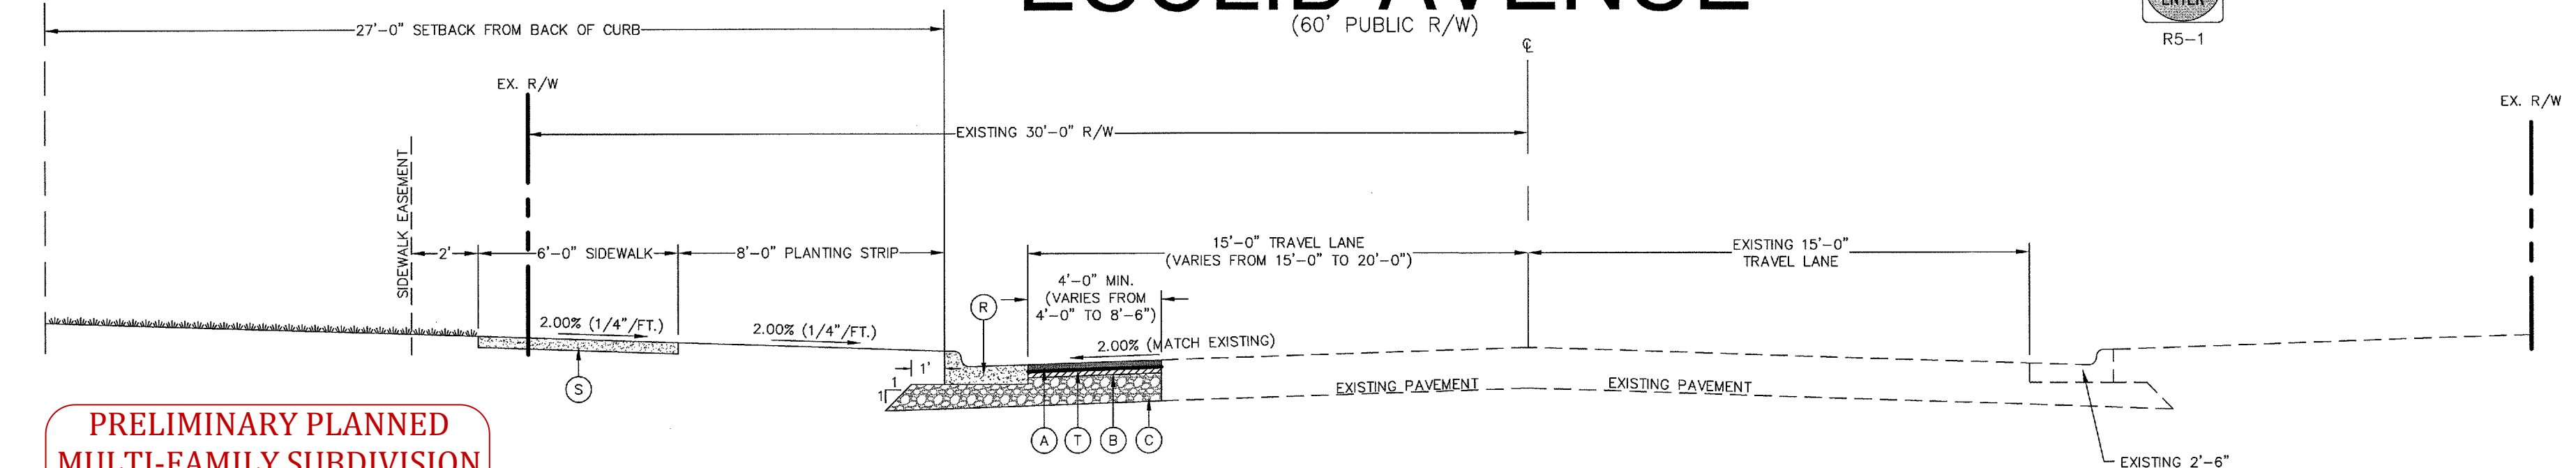 EUCLID AVENUE
(60' PUBLIC R/W)
ENTER
R5-1
27'-0" SETBACK FROM BACK OF CURB
℄
EX. R/W
EX. R/W
EXISTING 30'-0" R/W
SIDEWALK EASEMENT
2'
6'-0" SIDEWALK
8'-0" PLANTING STRIP
15'-0" TRAVEL LANE
(VARIES FROM 15'-0" TO 20'-0")
EXISTING 15'-0"
TRAVEL LANE
4'-0" MIN.
(VARIES FROM
4'-0" TO 8'-6")
R
2.00% (1/4"/FT.)
2.00% (1/4"/FT.)
2.00% (MATCH EXISTING)
1'
1
1
S
EXISTING PAVEMENT
EXISTING PAVEMENT
A
T
B
C
EXISTING 2'-6"
PRELIMINARY PLANNED
MULTI-FAMILY SUBDIVISION